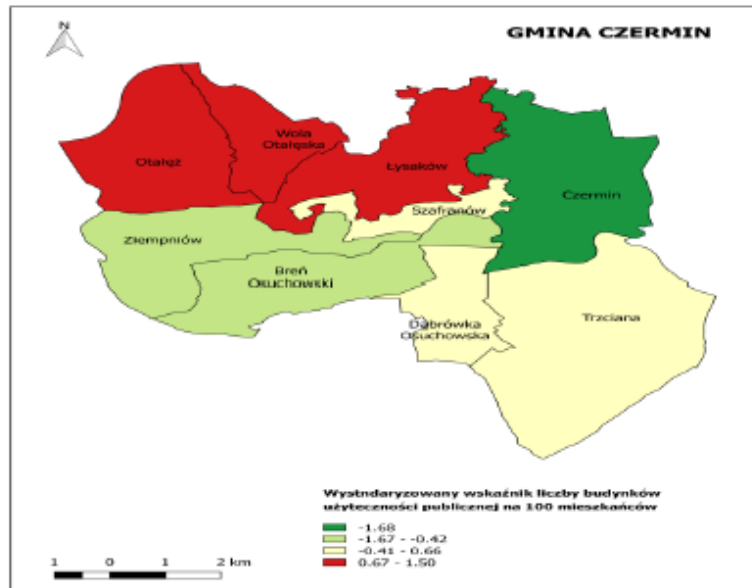 N
GMINA CZERMIN
Otałęż
Wola
Otałęska
Łysaków
Czermin
Szafranów
Ziempniów
Breń
Osuchowski
Trzciana
Dąbrówka
Osuchowska
Wystndaryzowany wskaźnik liczby budynków
użyteczności publicznej na 100 mieszkańców
-1.68
-1.67 - -0.42
-0.41 - 0.66
0.67 - 1.50
1 0 1 2 km